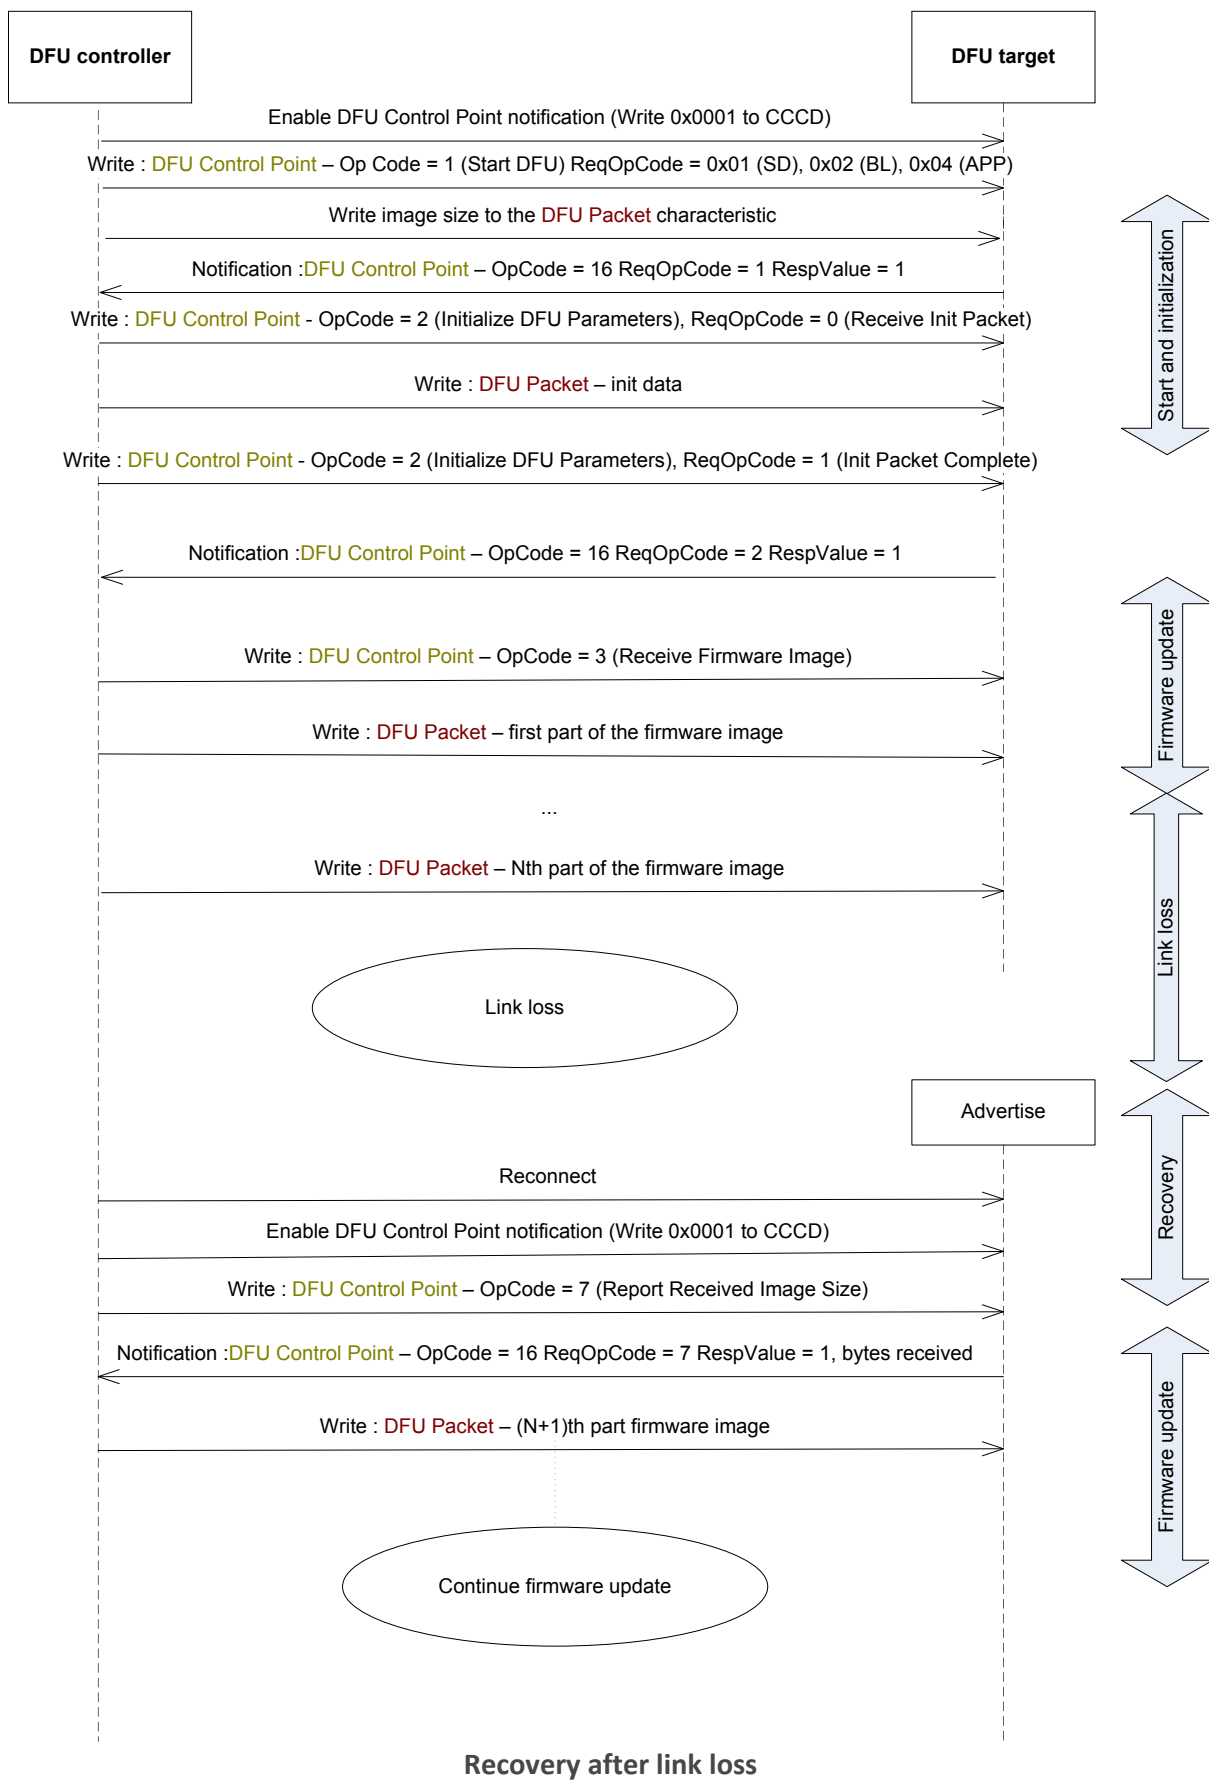 DFU controller
DFU target
Enable DFU Control Point notification (Write 0x0001 to CCCD)
Write : DFU Control Point – Op Code = 1 (Start DFU) ReqOpCode = 0x01 (SD), 0x02 (BL), 0x04 (APP)
Write image size to the DFU Packet characteristic
Notification :DFU Control Point – OpCode = 16 ReqOpCode = 1 RespValue = 1
Write : DFU Control Point - OpCode = 2 (Initialize DFU Parameters), ReqOpCode = 0 (Receive Init Packet)
Write : DFU Packet – init data
Start and initialization
Write : DFU Control Point - OpCode = 2 (Initialize DFU Parameters), ReqOpCode = 1 (Init Packet Complete)
Notification :DFU Control Point – OpCode = 16 ReqOpCode = 2 RespValue = 1
Write : DFU Control Point – OpCode = 3 (Receive Firmware Image)
Firmware update
Write : DFU Packet – first part of the firmware image
...
Write : DFU Packet – Nth part of the firmware image
Link loss
Link loss
Advertise
Reconnect
Recovery
Enable DFU Control Point notification (Write 0x0001 to CCCD)
Write : DFU Control Point – OpCode = 7 (Report Received Image Size)
Notification :DFU Control Point – OpCode = 16 ReqOpCode = 7 RespValue = 1, bytes received
Write : DFU Packet – (N+1)th part firmware image
Firmware update
Continue firmware update
Recovery after link loss